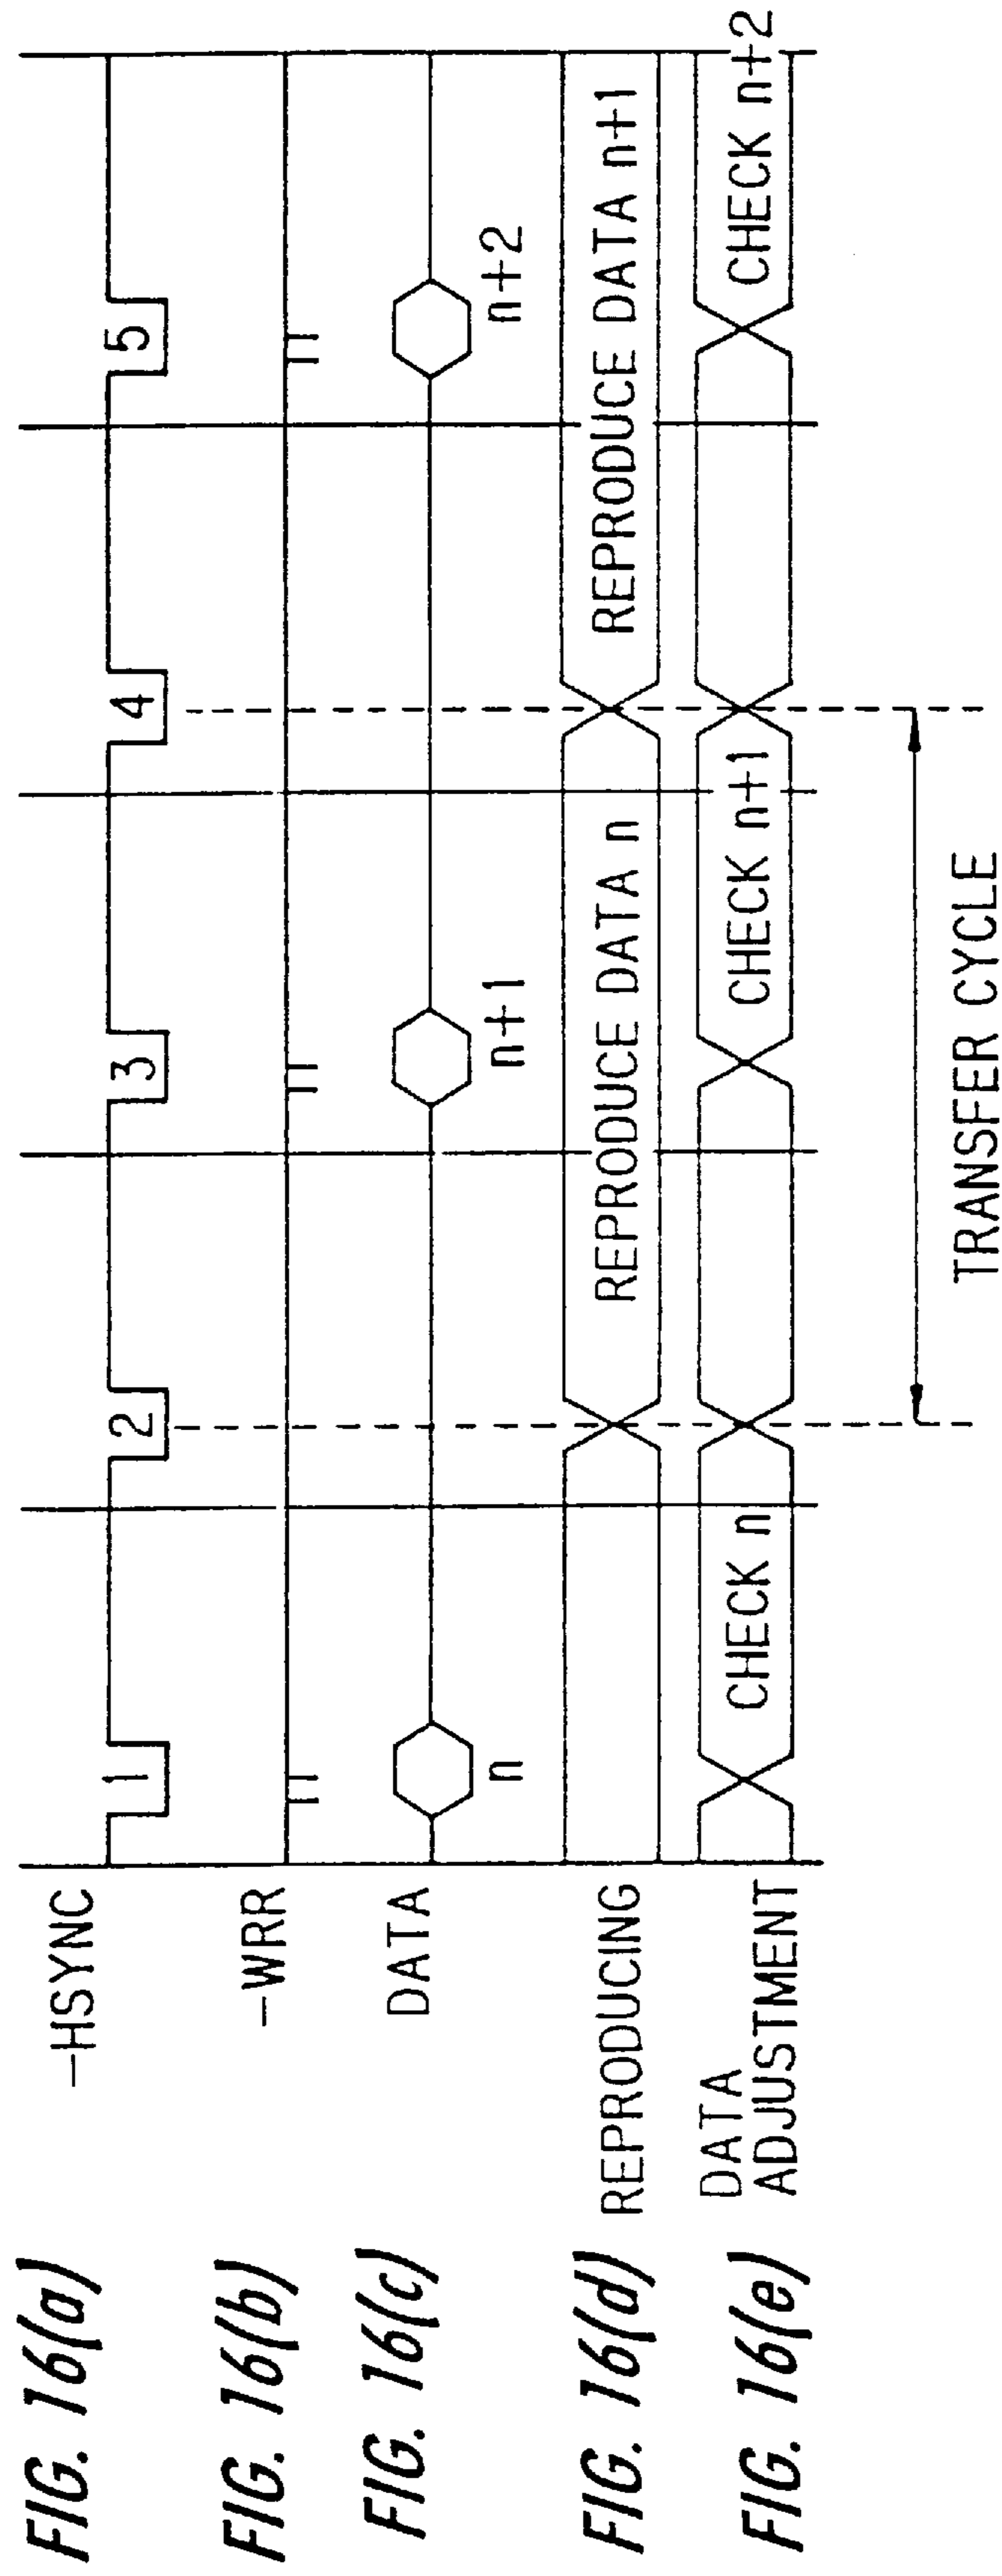 FIG. 16(a) -HSYNC 1 2 3 4 5
FIG. 16(b) -WRR
FIG. 16(c) DATA n n+1 n+2
FIG. 16(d) REPRODUCING REPRODUCE DATA n REPRODUCE DATA n+1
FIG. 16(e) DATA
ADJUSTMENT CHECK n CHECK n+1 CHECK n+2
TRANSFER CYCLE